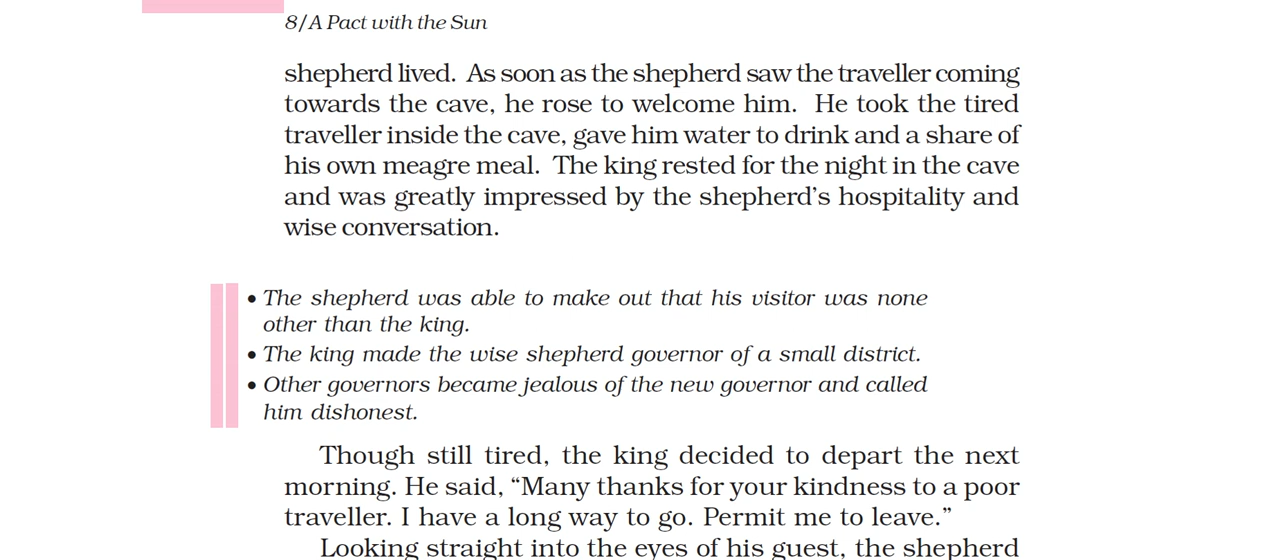 8/A Pact with the Sun
shepherd lived. As soon as the shepherd saw the traveller coming
towards the cave, he rose to welcome him. He took the tired
traveller inside the cave, gave him water to drink and a share of
his own meagre meal. The king rested for the night in the cave
and was greatly impressed by the shepherd’s hospitality and
wise conversation.
• The shepherd was able to make out that his visitor was none
other than the king.
• The king made the wise shepherd governor of a small district.
• Other governors became jealous of the new governor and called
him dishonest.
Though still tired, the king decided to depart the next
morning. He said, “Many thanks for your kindness to a poor
traveller. I have a long way to go. Permit me to leave.”
Looking straight into the eyes of his guest, the shepherd